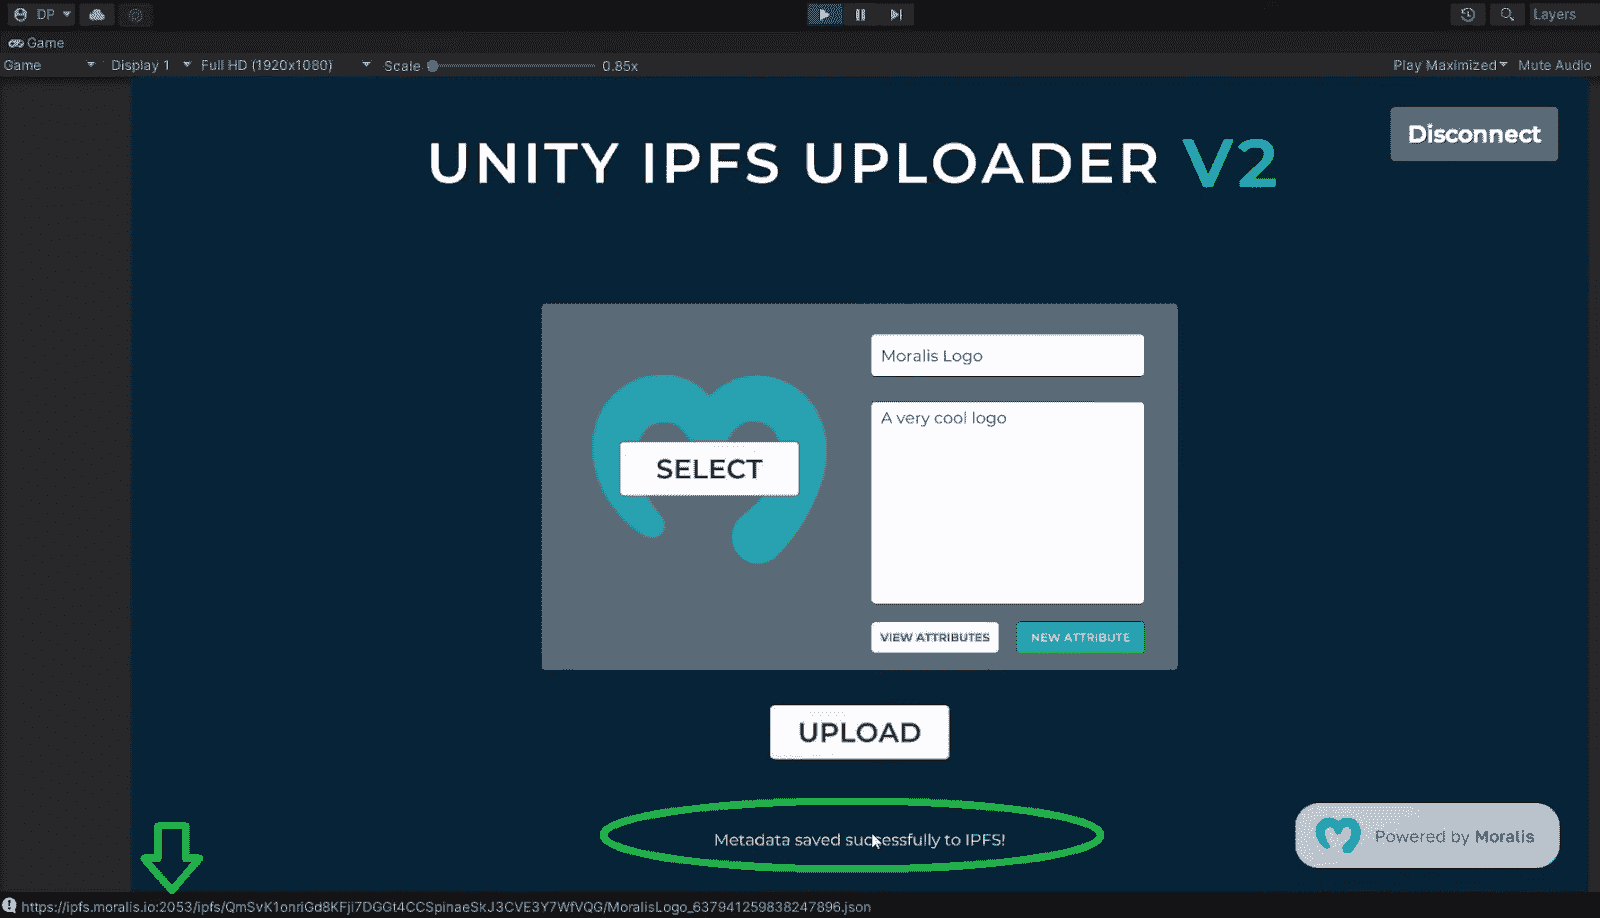 DP
Layers
Game
Game Display 1 Full HD (1920x1080) Scale 0.85x Play Maximized Mute Audio
Disconnect
UNITY IPFS UPLOADER V2
Moralis Logo
A very cool logo
SELECT
VIEW ATTRIBUTES NEW ATTRIBUTE
UPLOAD
Metadata saved successfully to IPFS!
Powered by Moralis
https://ipfs.moralis.io:2053/ipfs/QmSvK1onriGd8KFji7DGGt4CCSpinaeSkJ3CVE3Y7WfVQG/MoralisLogo_637941259838247896.json